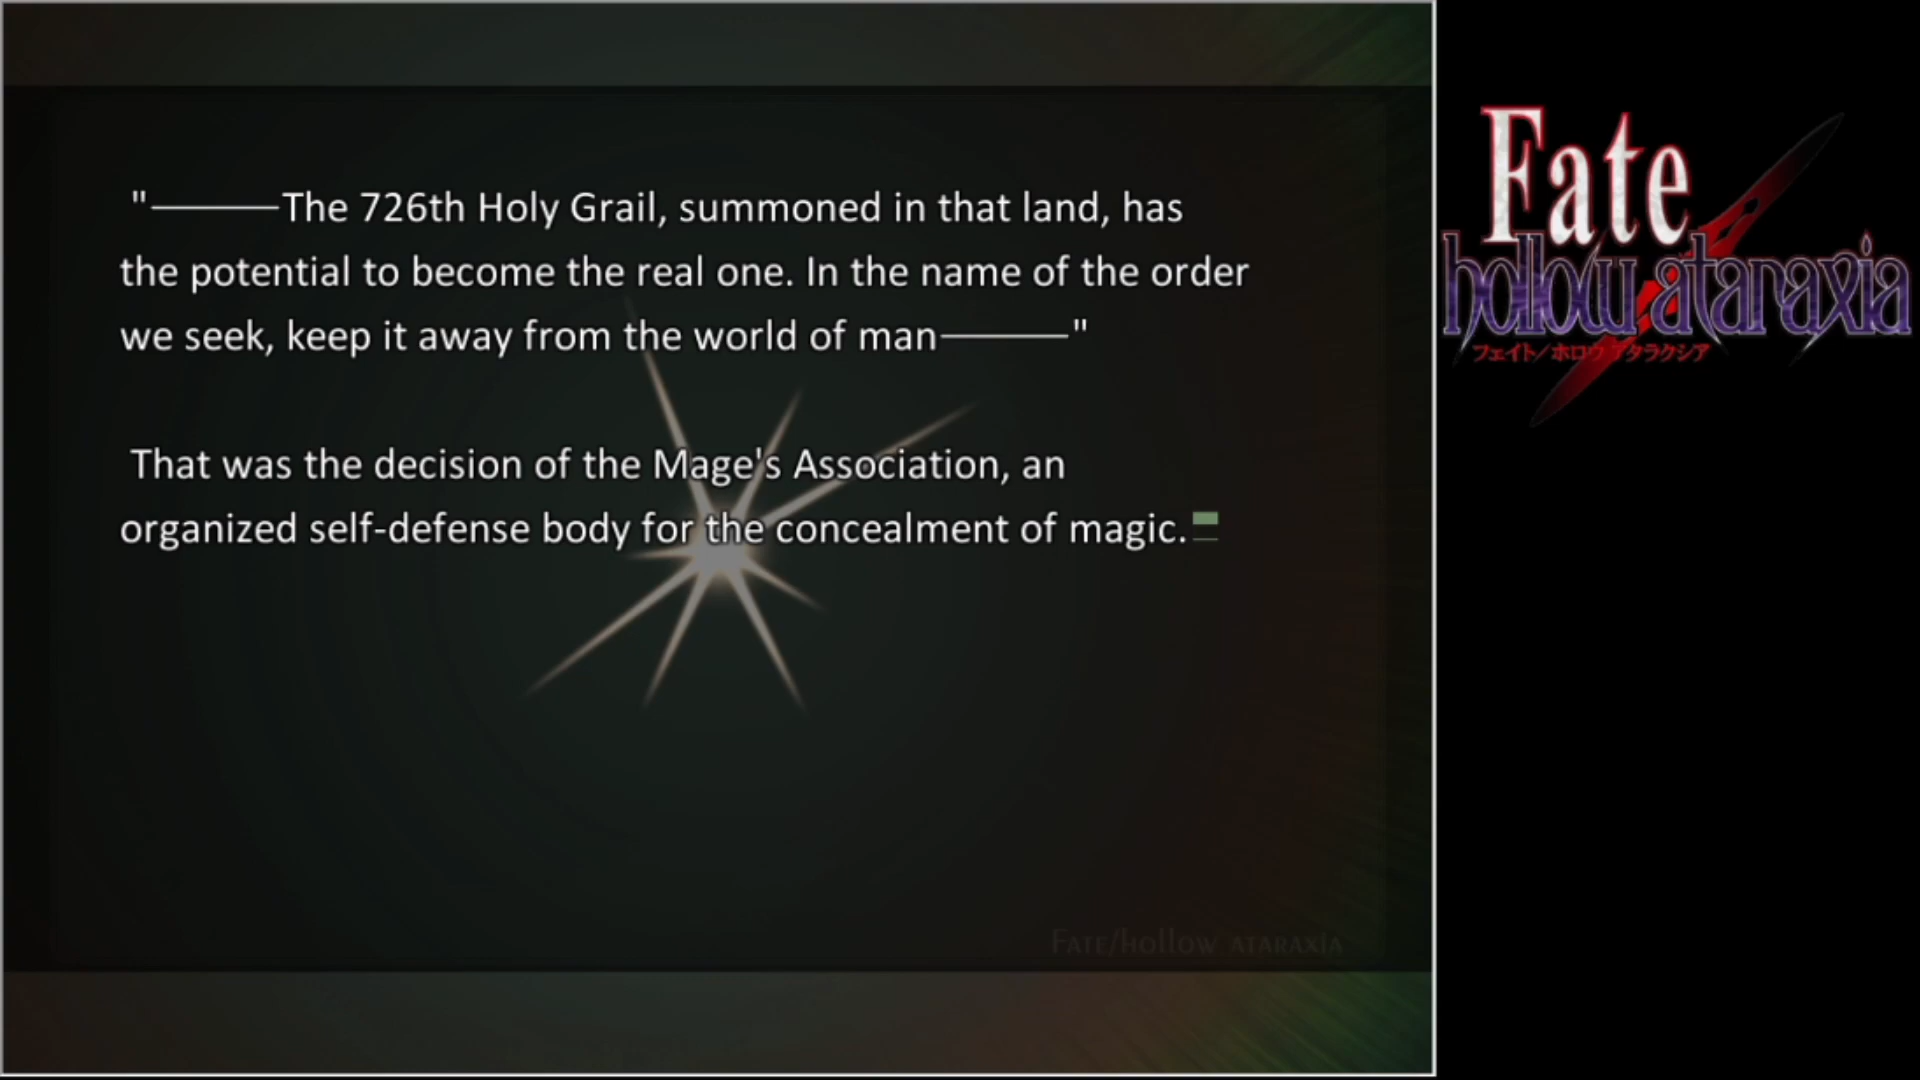 "————The 726th Holy Grail, summoned in that land, has
the potential to become the real one. In the name of the order
we seek, keep it away from the world of man————"
That was the decision of the Mage's Association, an
organized self-defense body for the concealment of magic.
Fate/hollow ataraxia
Fate
hollow ataraxia
フェイト／ホロウ アタラクシア